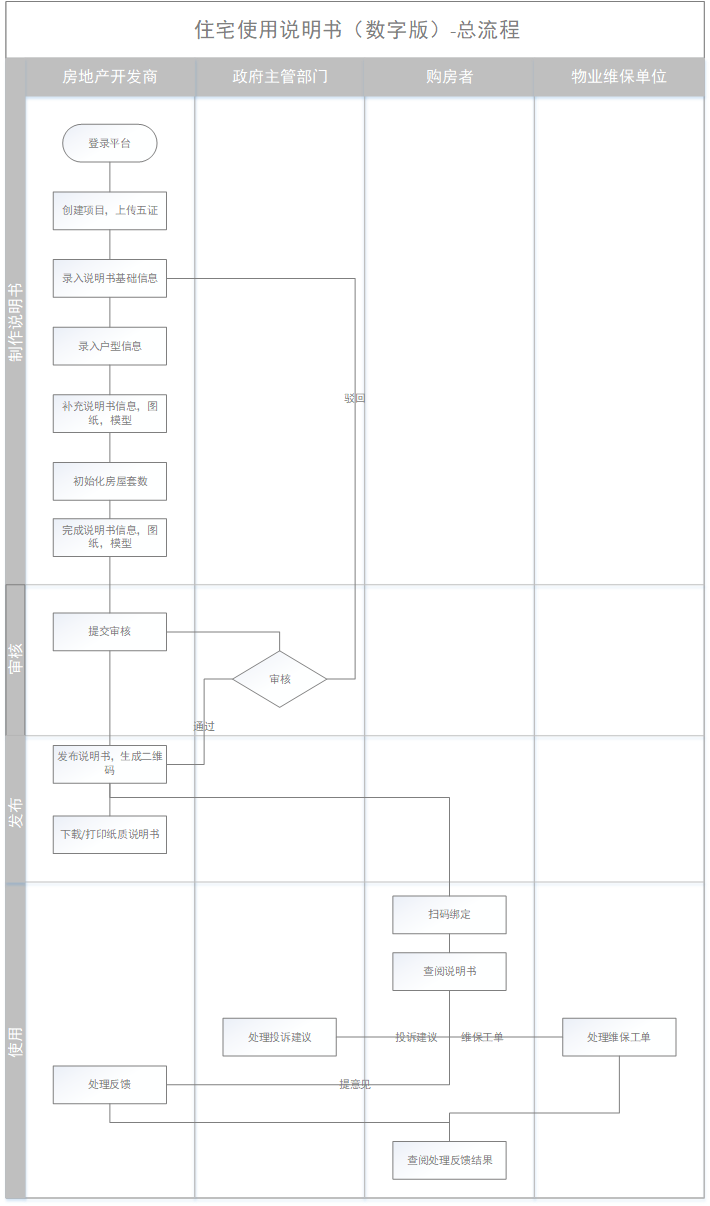 住宅使用说明书（数字版）-总流程
房地产开发商
政府主管部门
购房者
物业维保单位
制作说明书
登录平台
创建项目，上传五证
录入说明书基础信息
录入户型信息
驳回
补充说明书信息，图
纸，模型
初始化房屋套数
完成说明书信息，图
纸，模型
审核
提交审核
审核
通过
发布
发布说明书、生成二维
码
下载/打印纸质说明书
使用
扫码绑定
查阅说明书
处理投诉建议
投诉建议
维保工单
处理维保工单
处理反馈
提意见
查阅处理反馈结果